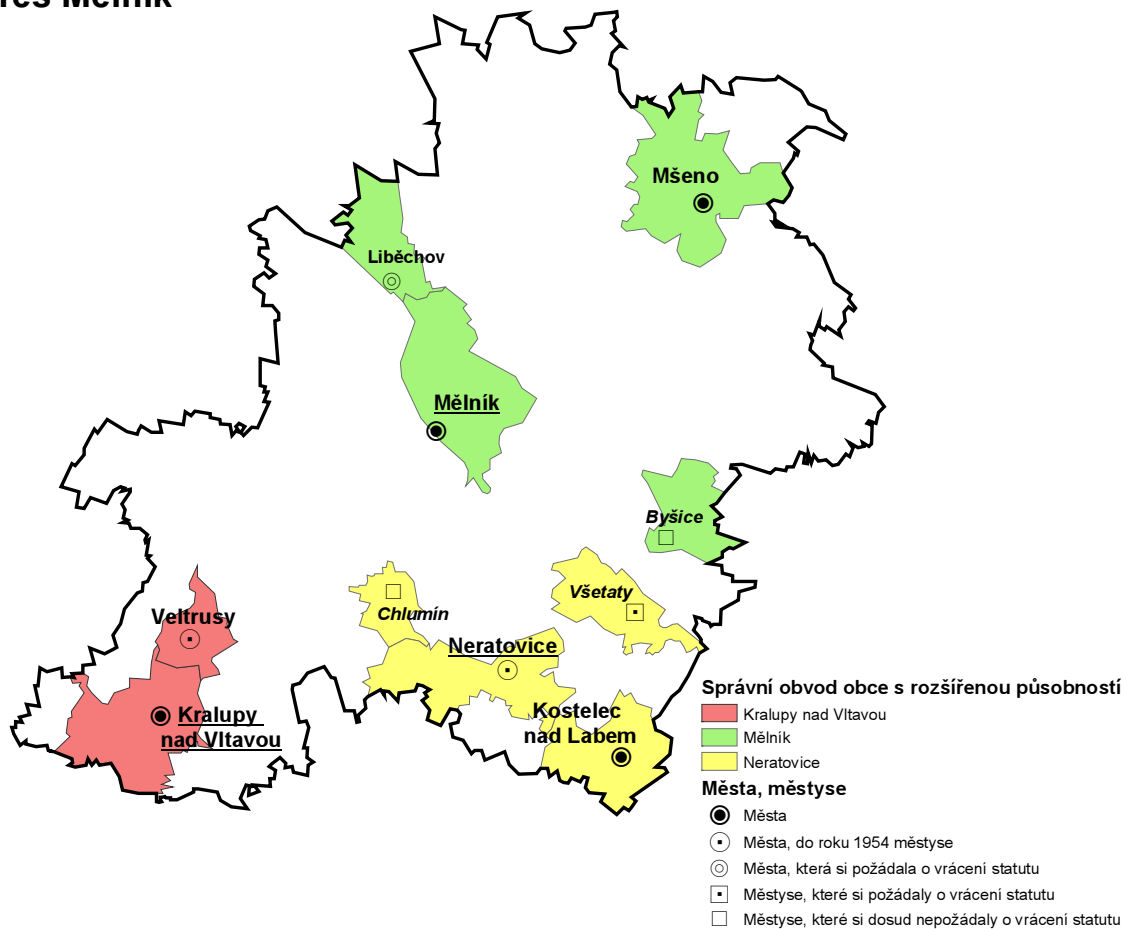 Mělník
Mšeno
Liběchov
Mělník
Byšice
Všetaty
Chlumín
Veltrusy
Neratovice
Kostelec
nad Labem
Kralupy
nad Vltavou
Správní obvod obce s rozšířenou působností
Kralupy nad Vltavou
Mělník
Neratovice
Města, městyse
Města
Města, do roku 1954 městyse
Města, která si požádala o vrácení statutu
Městyse, které si požádaly o vrácení statutu
Městyse, které si dosud nepožádaly o vrácení statutu